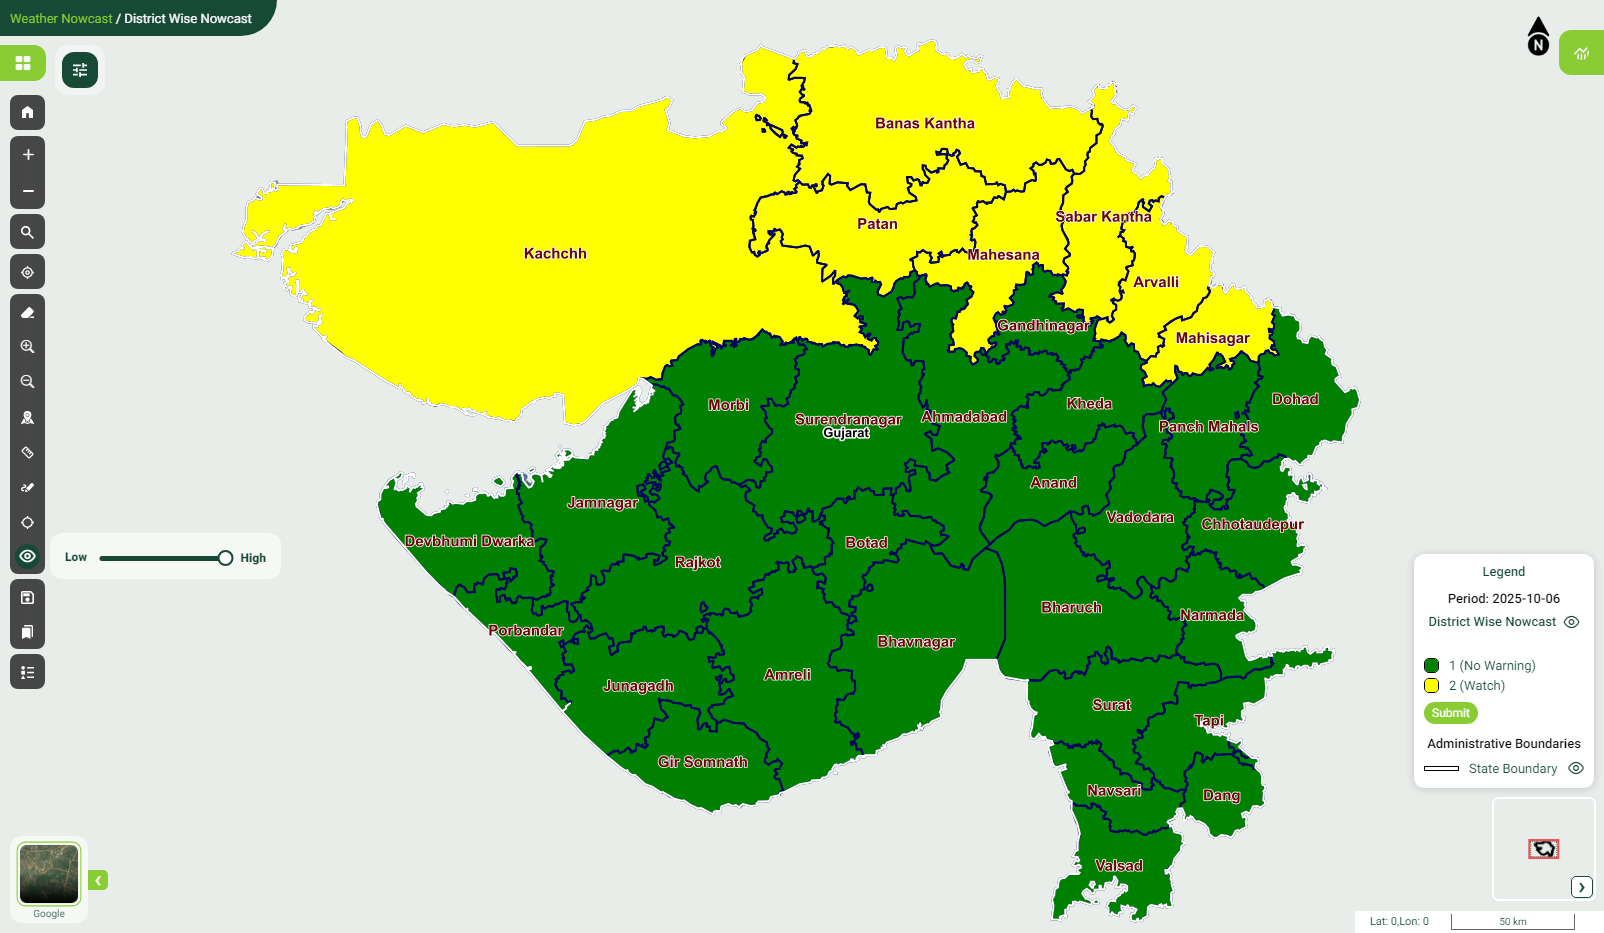 Weather Nowcast / District Wise Nowcast
N
Banas Kantha
Sabar Kantha
Patan
Kachchh
Mahesana
Arvalli
Gandhinagar
Mahisagar
Dohad
Morbi
Kheda
Surendranagar
Ahmadabad
Panch Mahals
Gujarat
Anand
Jamnagar
Vadodara
Chhotaudepur
Devbhumi Dwarka
Botad
Rajkot
Low
High
Bharuch
Narmada
Porbandar
Bhavnagar
Amreli
Junagadh
Surat
Tapi
Gir Somnath
Navsari
Dang
Valsad
Legend
Period: 2025-10-06
District Wise Nowcast
1 (No Warning)
2 (Watch)
Submit
Administrative Boundaries
State Boundary
Google
Lat: 0,Lon: 0
50 km